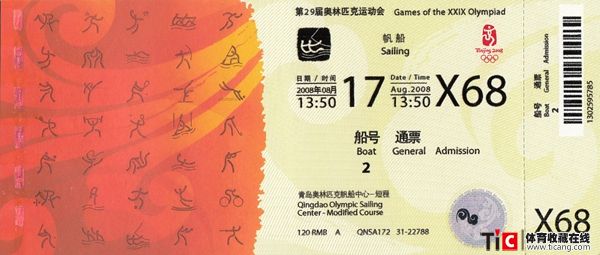 第29届奥林匹克运动会 Games of the XXIX Olympiad
帆船
Sailing
Beijing 2008
日期 / 时间
2008年08月
13:50
17
Date / Time
Aug.2008
13:50
X68
船号 通票
Boat General Admission
2
青岛奥林匹克帆船中心-短程
Qingdao Olympic Sailing
Center - Modified Course
120 RMB A QNSA172 31-22788
船号 通票
Boat General Admission
2
1302595785
X68
TiC 体育收藏在线
www.ticang.com